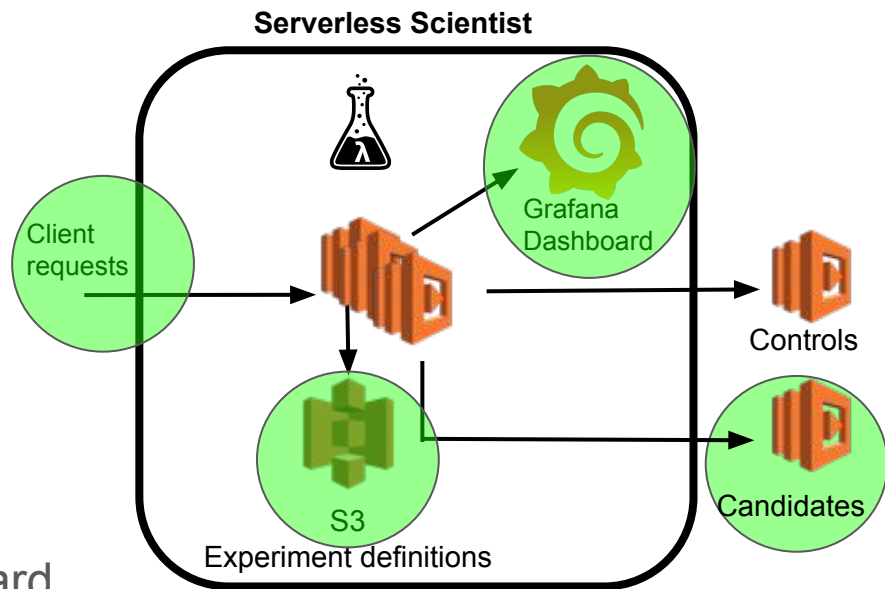 Serverless Scientist
λ
Client
requests
Grafana
Dashboard
Controls
Candidates
S3
Experiment definitions